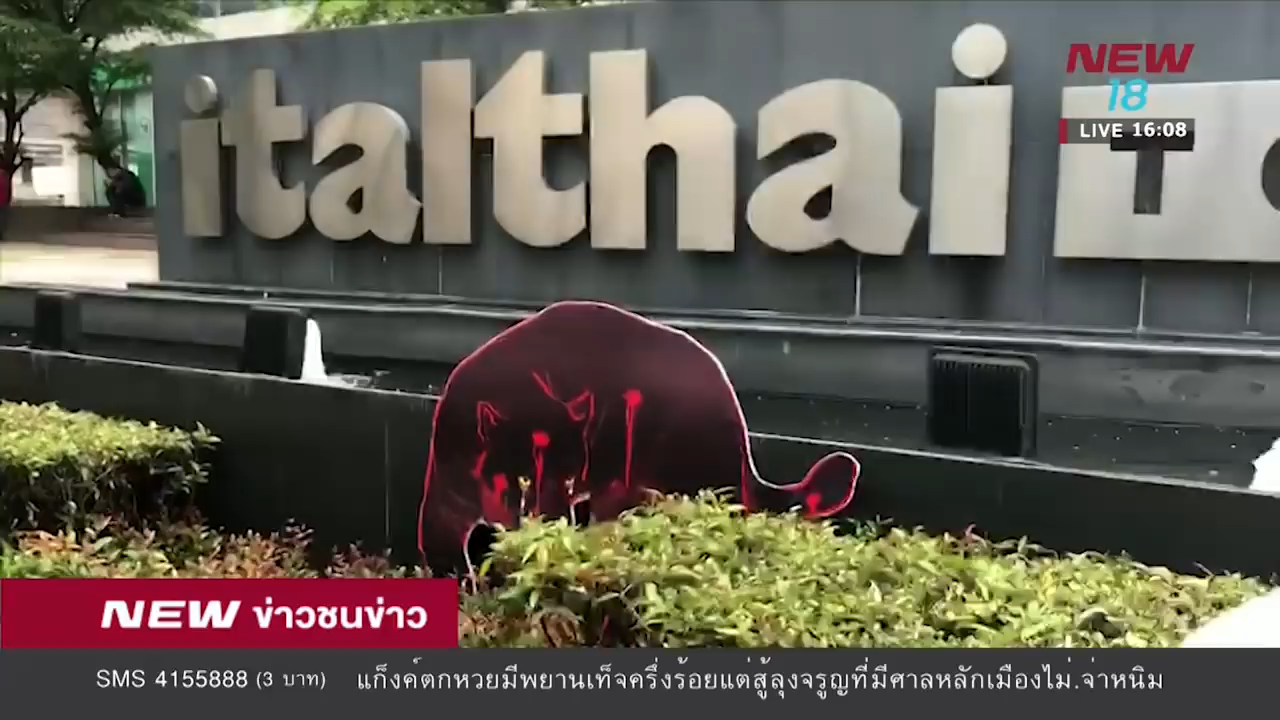 italthai
NEW
18
LIVE 16:08
NEW ข่าวชนข่าว
SMS 4155888 (3 บาท) แก็งค์ตกหวยมีพยานเท็จครึ่งร้อยแต่สู้ลุงจรูญที่มีศาลหลักเมืองไม่.จ่าหนิม